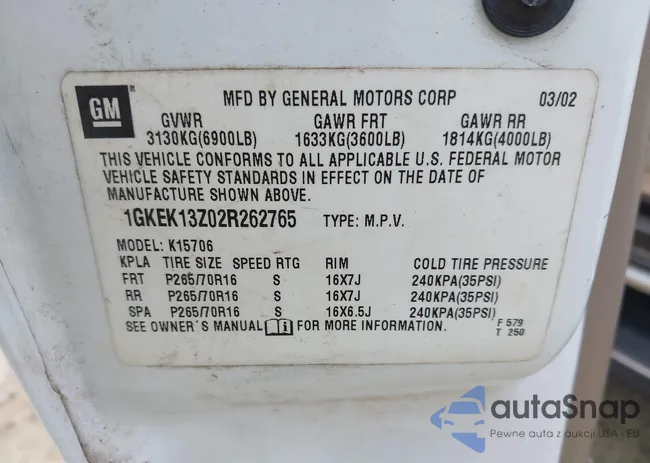 GM
MFD BY GENERAL MOTORS CORP 03/02
GVWR GAWR FRT GAWR RR
3130KG(6900LB) 1633KG(3600LB) 1814KG(4000LB)
THIS VEHICLE CONFORMS TO ALL APPLICABLE U.S. FEDERAL MOTOR
VEHICLE SAFETY STANDARDS IN EFFECT ON THE DATE OF
MANUFACTURE SHOWN ABOVE.
1GKEK13Z02R262765 TYPE: M.P.V.
MODEL: K15706
KPLA TIRE SIZE SPEED RTG RIM COLD TIRE PRESSURE
FRT P265/70R16 S 16X7J 240KPA(35PSI)
RR P265/70R16 S 16X7J 240KPA(35PSI)
SPA P265/70R16 S 16X6.5J 240KPA(35PSI)
SEE OWNER'S MANUAL i FOR MORE INFORMATION.
F 579
T 250
autaSnap
Pewne auta z aukcji USA i EU